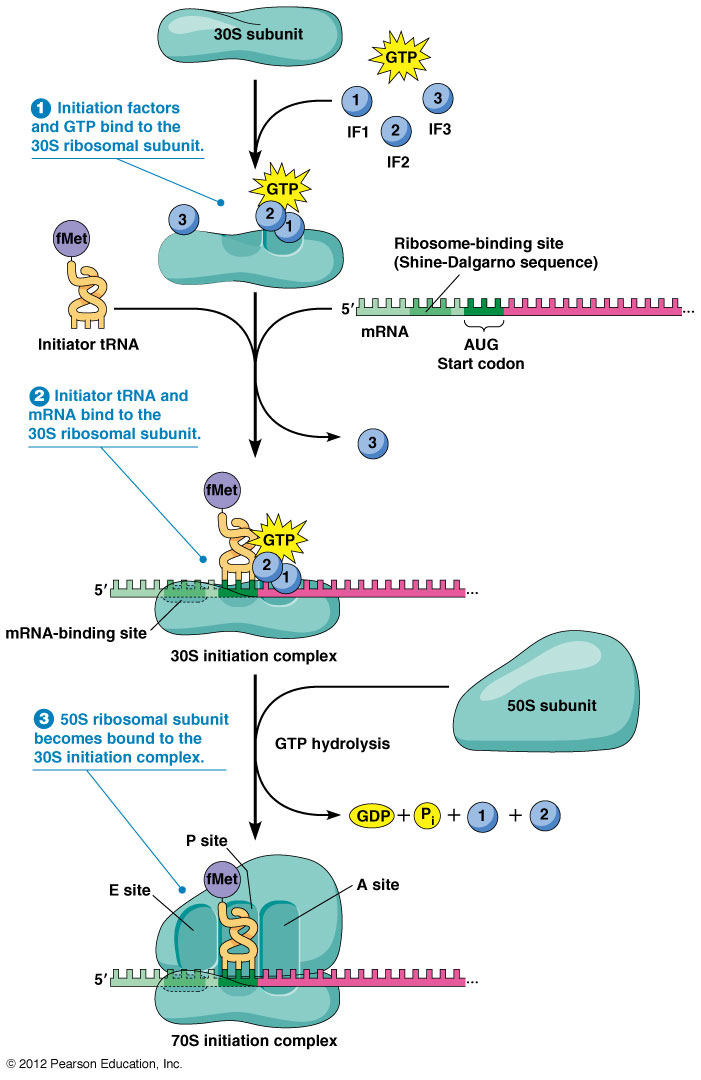 30S subunit
GTP
1
3
IF1
2
IF3
IF2
1 Initiation factors
and GTP bind to the
30S ribosomal subunit.
GTP
3
2
1
fMet
Ribosome-binding site
(Shine-Dalgarno sequence)
5′
...
mRNA
Initiator tRNA
AUG
Start codon
2 Initiator tRNA and
mRNA bind to the
30S ribosomal subunit.
3
fMet
GTP
2
1
5′
...
mRNA-binding site
30S initiation complex
50S subunit
3 50S ribosomal subunit
becomes bound to the
30S initiation complex.
GTP hydrolysis
GDP + Pi + 1 + 2
P site
fMet
E site
A site
5′
...
70S initiation complex
© 2012 Pearson Education, Inc.